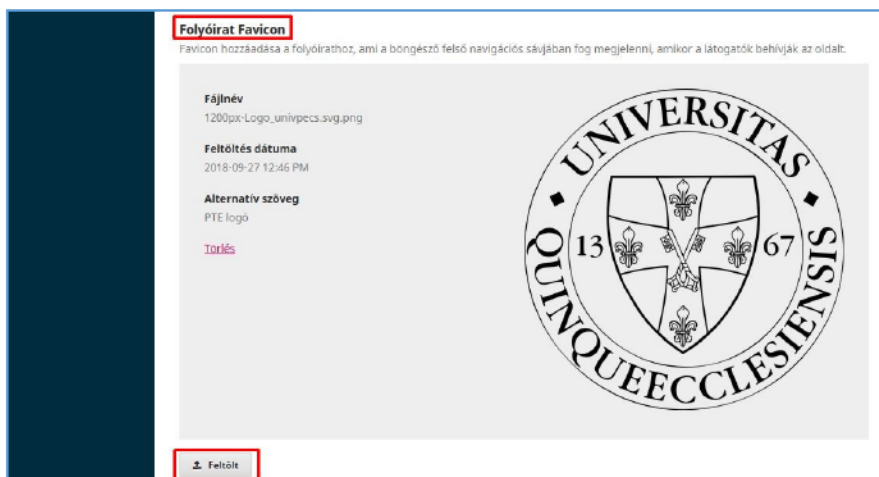 Folyóirat Favicon
Favicon hozzáadása a folyóirathoz, ami a böngésző felső navigációs sávjában fog megjelenni, amikor a látogatók behívják az oldalt.
Fájlnév
1200px-Logo_univpecs.svg.png
Feltöltés dátuma
2018-09-27 12:46 PM
Alternatív szöveg
PTE logó
Törlés
UNIVERSITAS
QUINQUEECCLESIENSIS
13 67
Feltölt